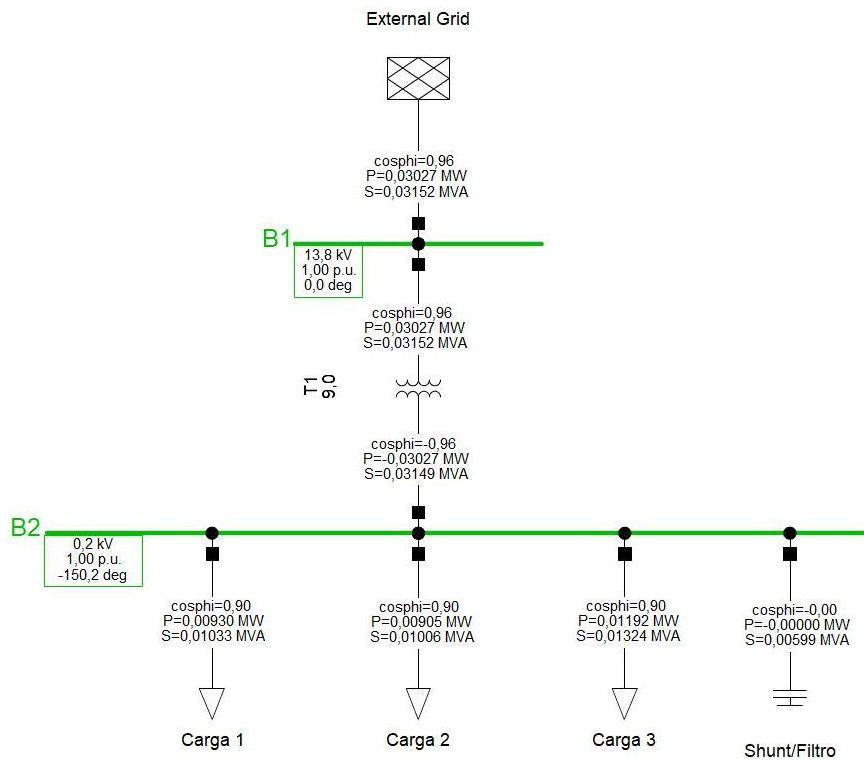 External Grid
cosphi=0,96
P=0,03027 MW
S=0,03152 MVA
B1
13,8 kV
1,00 p.u.
0,0 deg
cosphi=0,96
P=0,03027 MW
S=0,03152 MVA
T1
9,0
cosphi=-0,96
P=-0,03027 MW
S=0,03149 MVA
B2
0,2 kV
1,00 p.u.
-150,2 deg
cosphi=0,90
P=0,00930 MW
S=0,01033 MVA
cosphi=0,90
P=0,00905 MW
S=0,01006 MVA
cosphi=0,90
P=0,01192 MW
S=0,01324 MVA
cosphi=-0,00
P=-0,00000 MW
S=0,00599 MVA
Carga 1
Carga 2
Carga 3
Shunt/Filtro